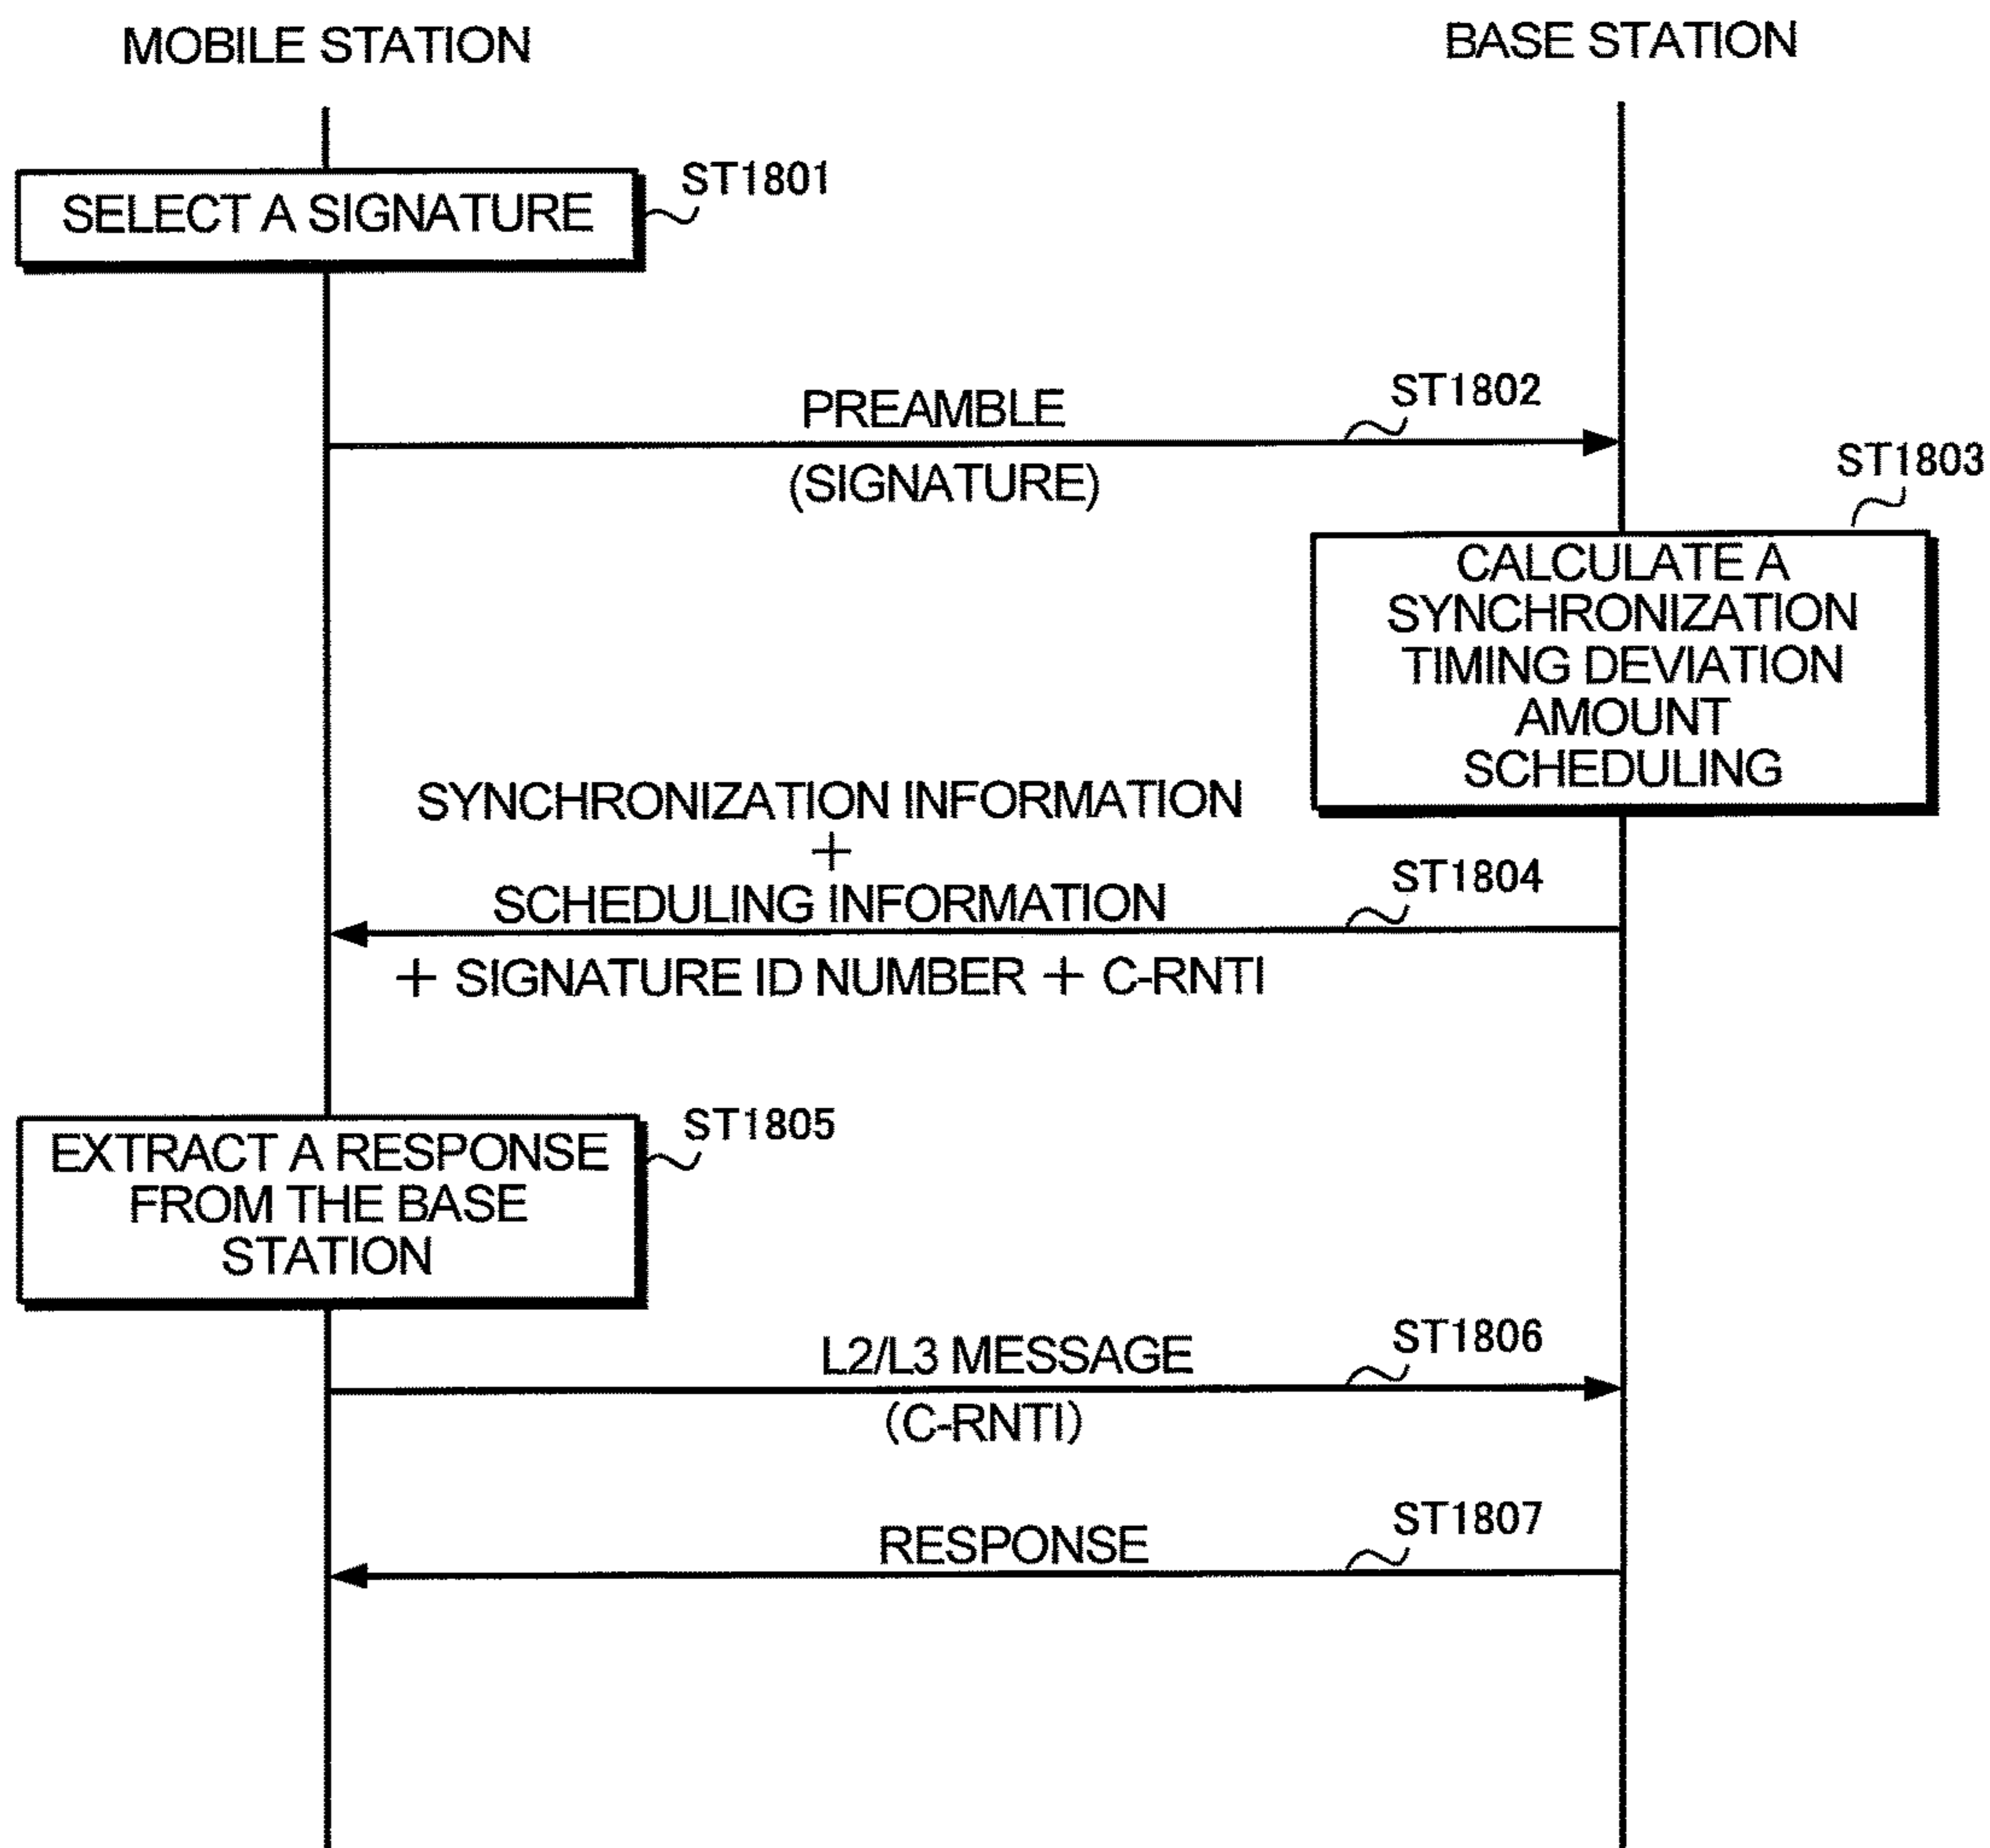 MOBILE STATION
BASE STATION
SELECT A SIGNATURE
ST1801
PREAMBLE
ST1802
(SIGNATURE)
ST1803
CALCULATE A
SYNCHRONIZATION
TIMING DEVIATION
AMOUNT
SCHEDULING
SYNCHRONIZATION INFORMATION
+
SCHEDULING INFORMATION
ST1804
+ SIGNATURE ID NUMBER + C-RNTI
EXTRACT A RESPONSE
FROM THE BASE
STATION
ST1805
L2/L3 MESSAGE
ST1806
(C-RNTI)
RESPONSE
ST1807